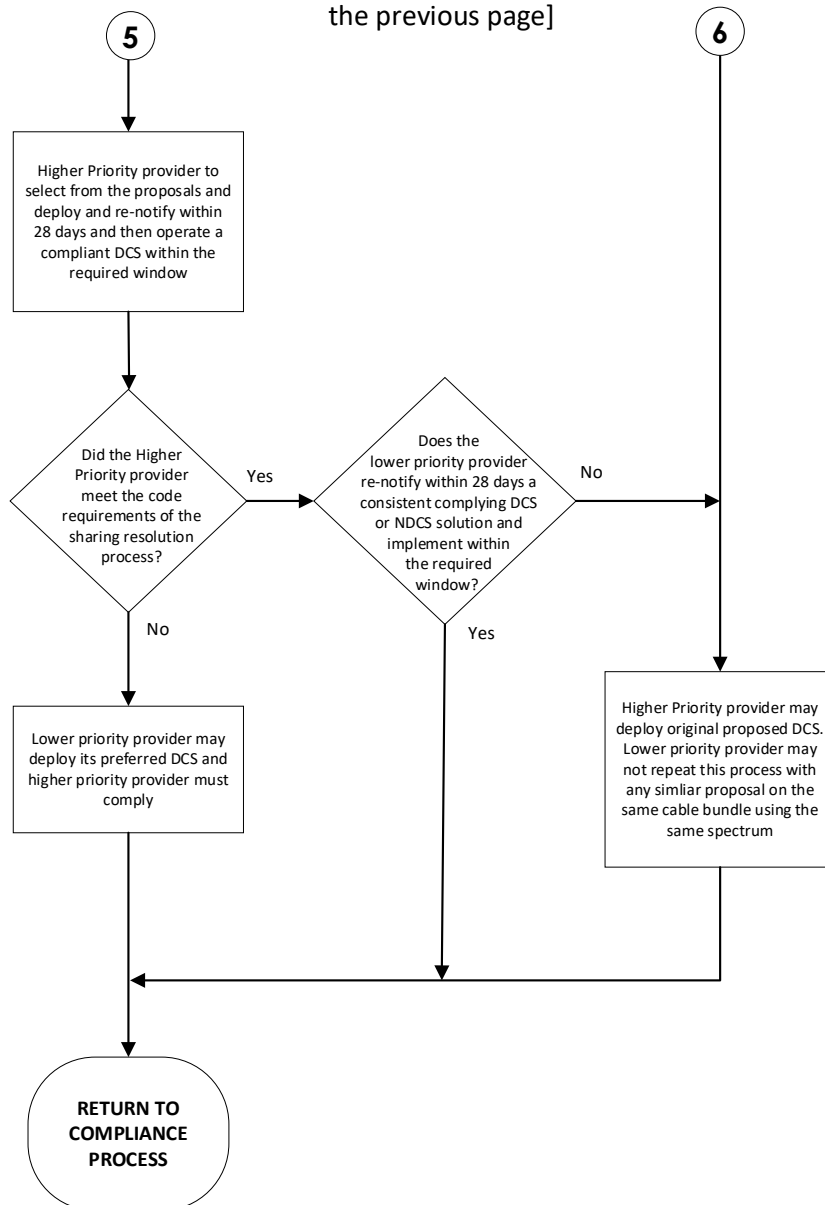 the previous page]
5
6
Higher Priority provider to
select from the proposals and
deploy and re-notify within
28 days and then operate a
compliant DCS within the
required window
Did the Higher
Priority provider
meet the code
requirements of the
sharing resolution
process?
Yes
Does the
lower priority provider
re-notify within 28 days a
consistent complying DCS
or NDCS solution and
implement within
the required
window?
No
No
Yes
Lower priority provider may
deploy its preferred DCS and
higher priority provider must
comply
Higher Priority provider may
deploy original proposed DCS.
Lower priority provider may
not repeat this process with
any simliar proposal on the
same cable bundle using the
same spectrum
RETURN TO
COMPLIANCE
PROCESS